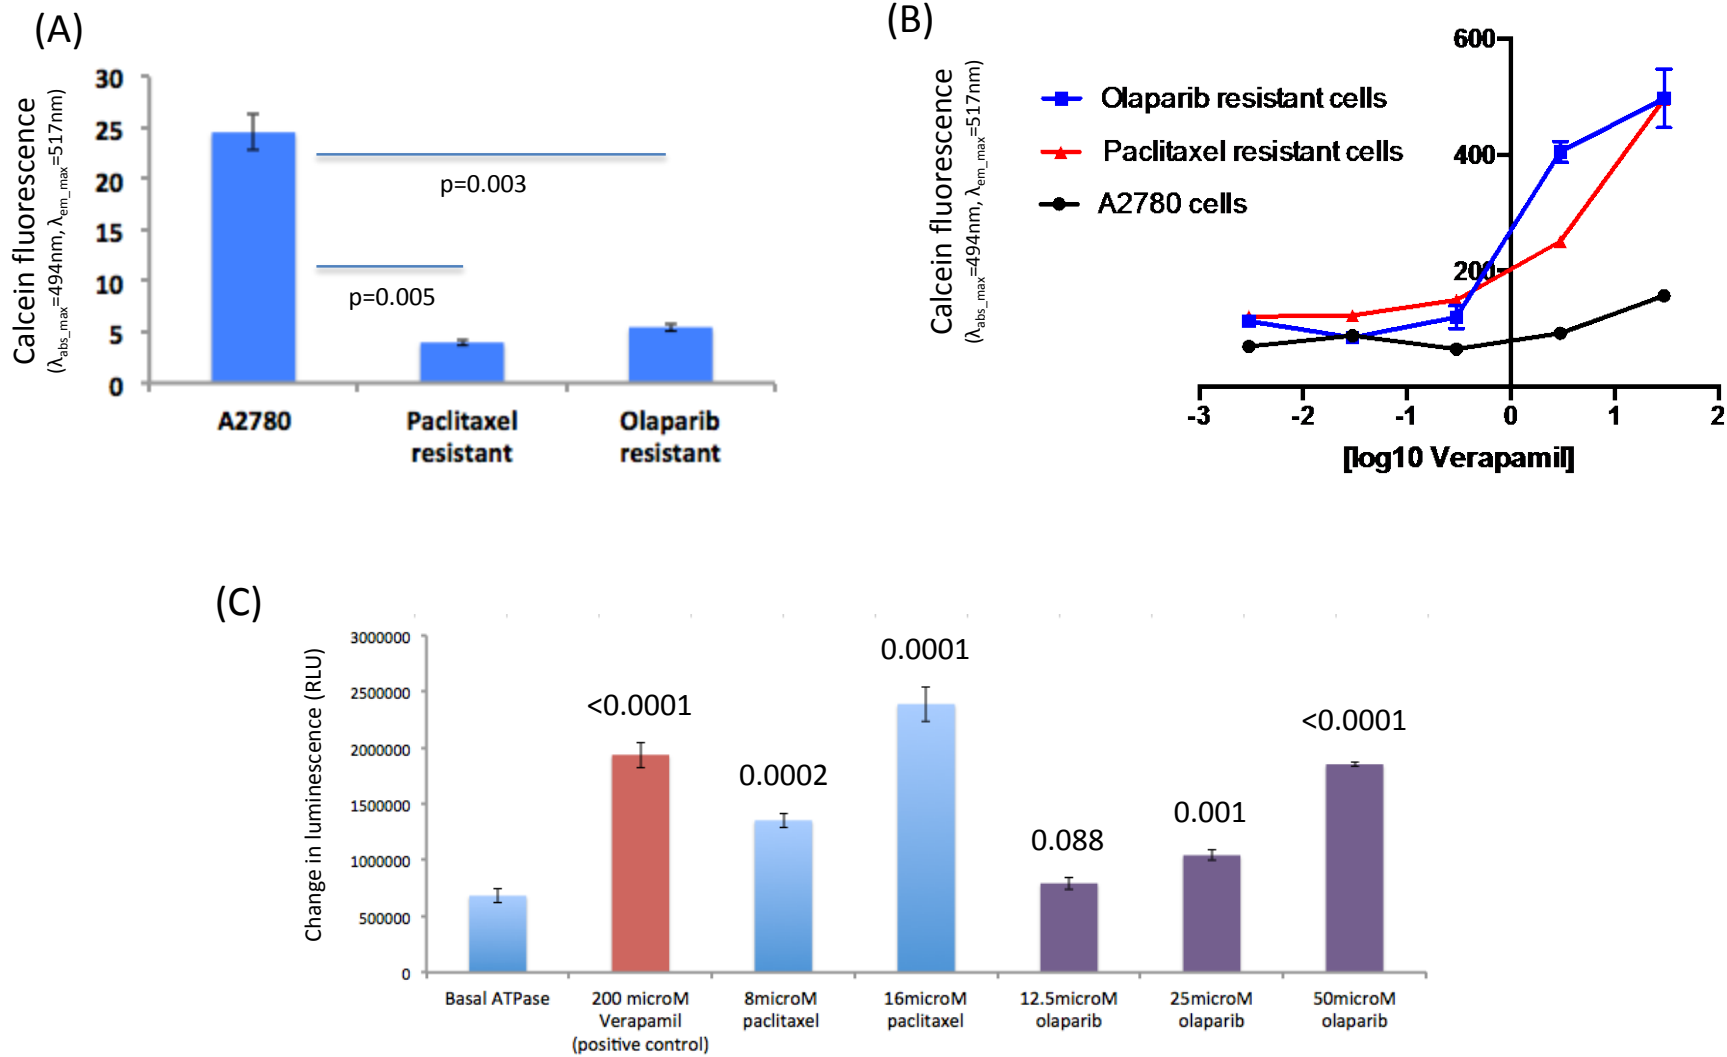 (A)
Calcein fluorescence
(λabs_max=494nm, λem_max=517nm)
30
25
20
15
10
5
0
p=0.003
p=0.005
A2780
Paclitaxel
resistant
Olaparib
resistant
(B)
Calcein fluorescence
(λabs_max=494nm, λem_max=517nm)
Olaparib resistant cells
Paclitaxel resistant cells
A2780 cells
600
400
200
-3
-2
-1
0
1
2
[log10 Verapamil]
(C)
Change in luminescence (RLU)
3000000
2500000
2000000
1500000
1000000
500000
0
<0.0001
0.0002
0.0001
0.088
0.001
<0.0001
Basal ATPase
200 microM
Verapamil
(positive control)
8microM
paclitaxel
16microM
paclitaxel
12.5microM
olaparib
25microM
olaparib
50microM
olaparib